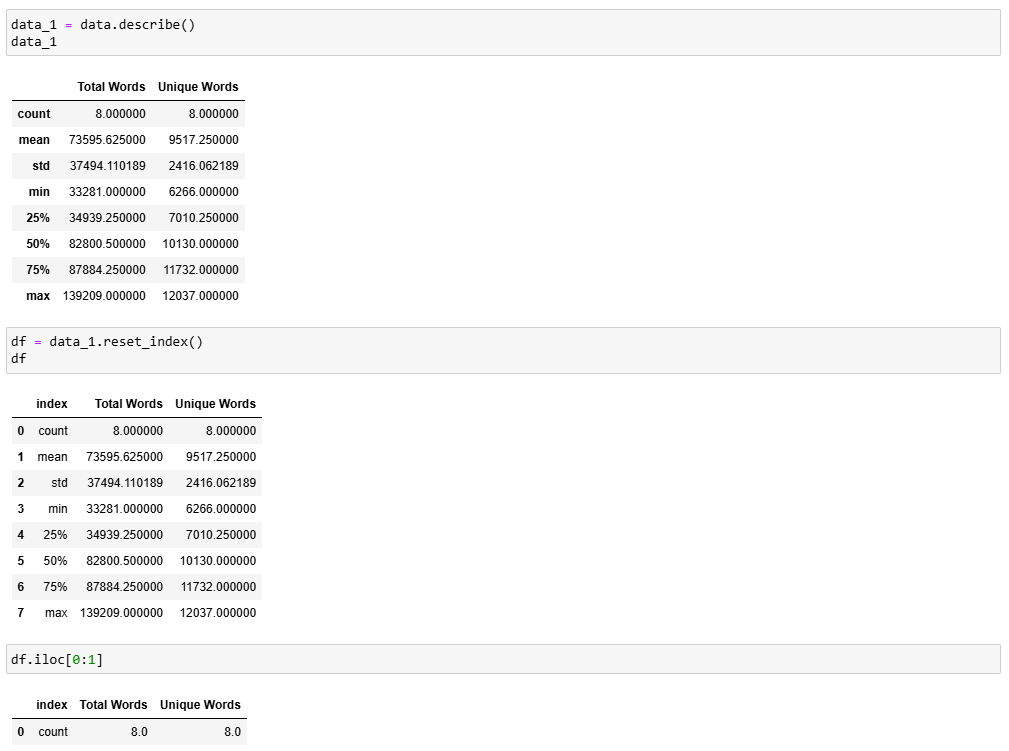 data_1 = data.describe()
data_1
Total Words Unique Words
count 8.000000 8.000000
mean 73595.625000 9517.250000
std 37494.110189 2416.062189
min 33281.000000 6266.000000
25% 34939.250000 7010.250000
50% 82800.500000 10130.000000
75% 87884.250000 11732.000000
max 139209.000000 12037.000000
df = data_1.reset_index()
df
index Total Words Unique Words
0 count 8.000000 8.000000
1 mean 73595.625000 9517.250000
2 std 37494.110189 2416.062189
3 min 33281.000000 6266.000000
4 25% 34939.250000 7010.250000
5 50% 82800.500000 10130.000000
6 75% 87884.250000 11732.000000
7 max 139209.000000 12037.000000
df.iloc[0:1]
index Total Words Unique Words
0 count 8.0 8.0